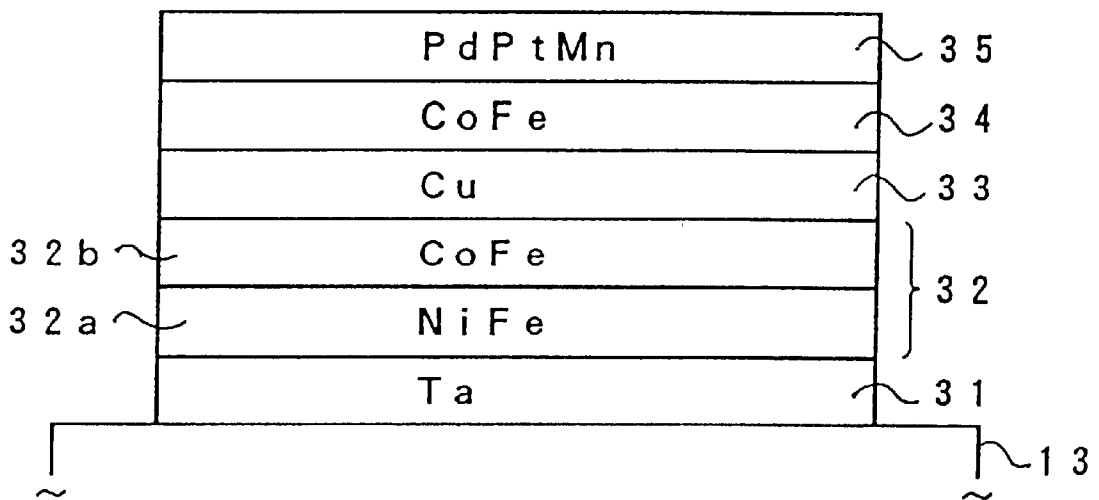 PdPtMn 35
CoFe 34
Cu 33
32b CoFe
32
32a NiFe
Ta 31
13